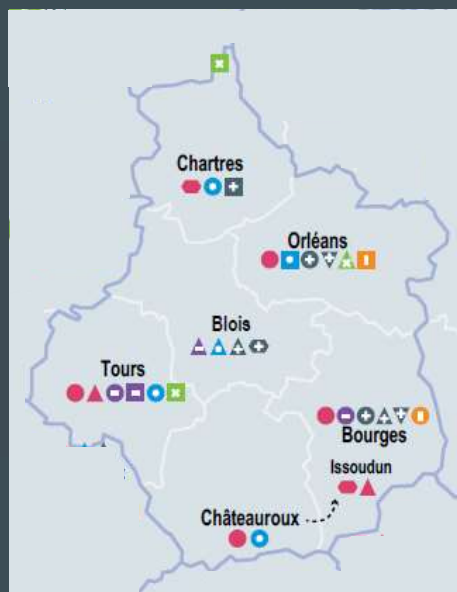 Chartres
Orléans
Blois
Tours
Bourges
Issoudun
Châteauroux